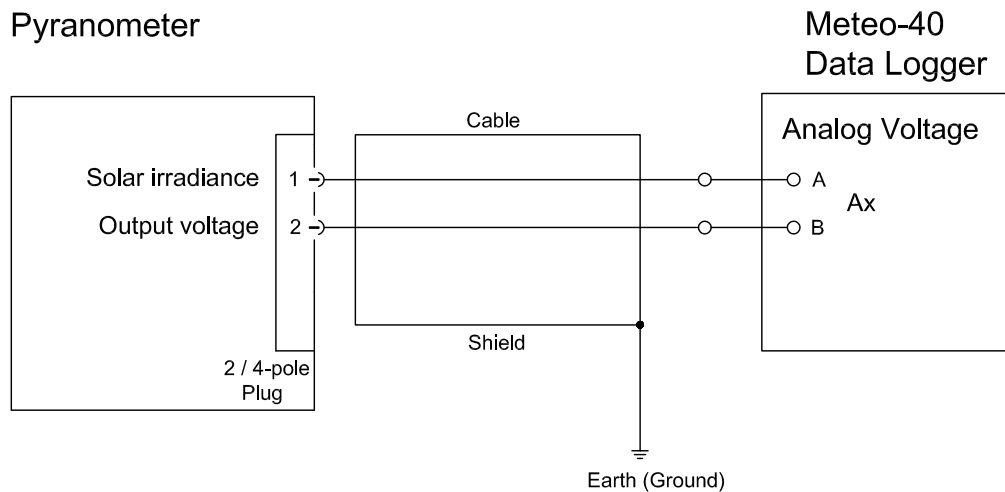 Pyranometer
Meteo-40
Data Logger
Cable
Analog Voltage
Solar irradiance 1
A
Ax
Output voltage 2
B
Shield
2 / 4-pole
Plug
Earth (Ground)